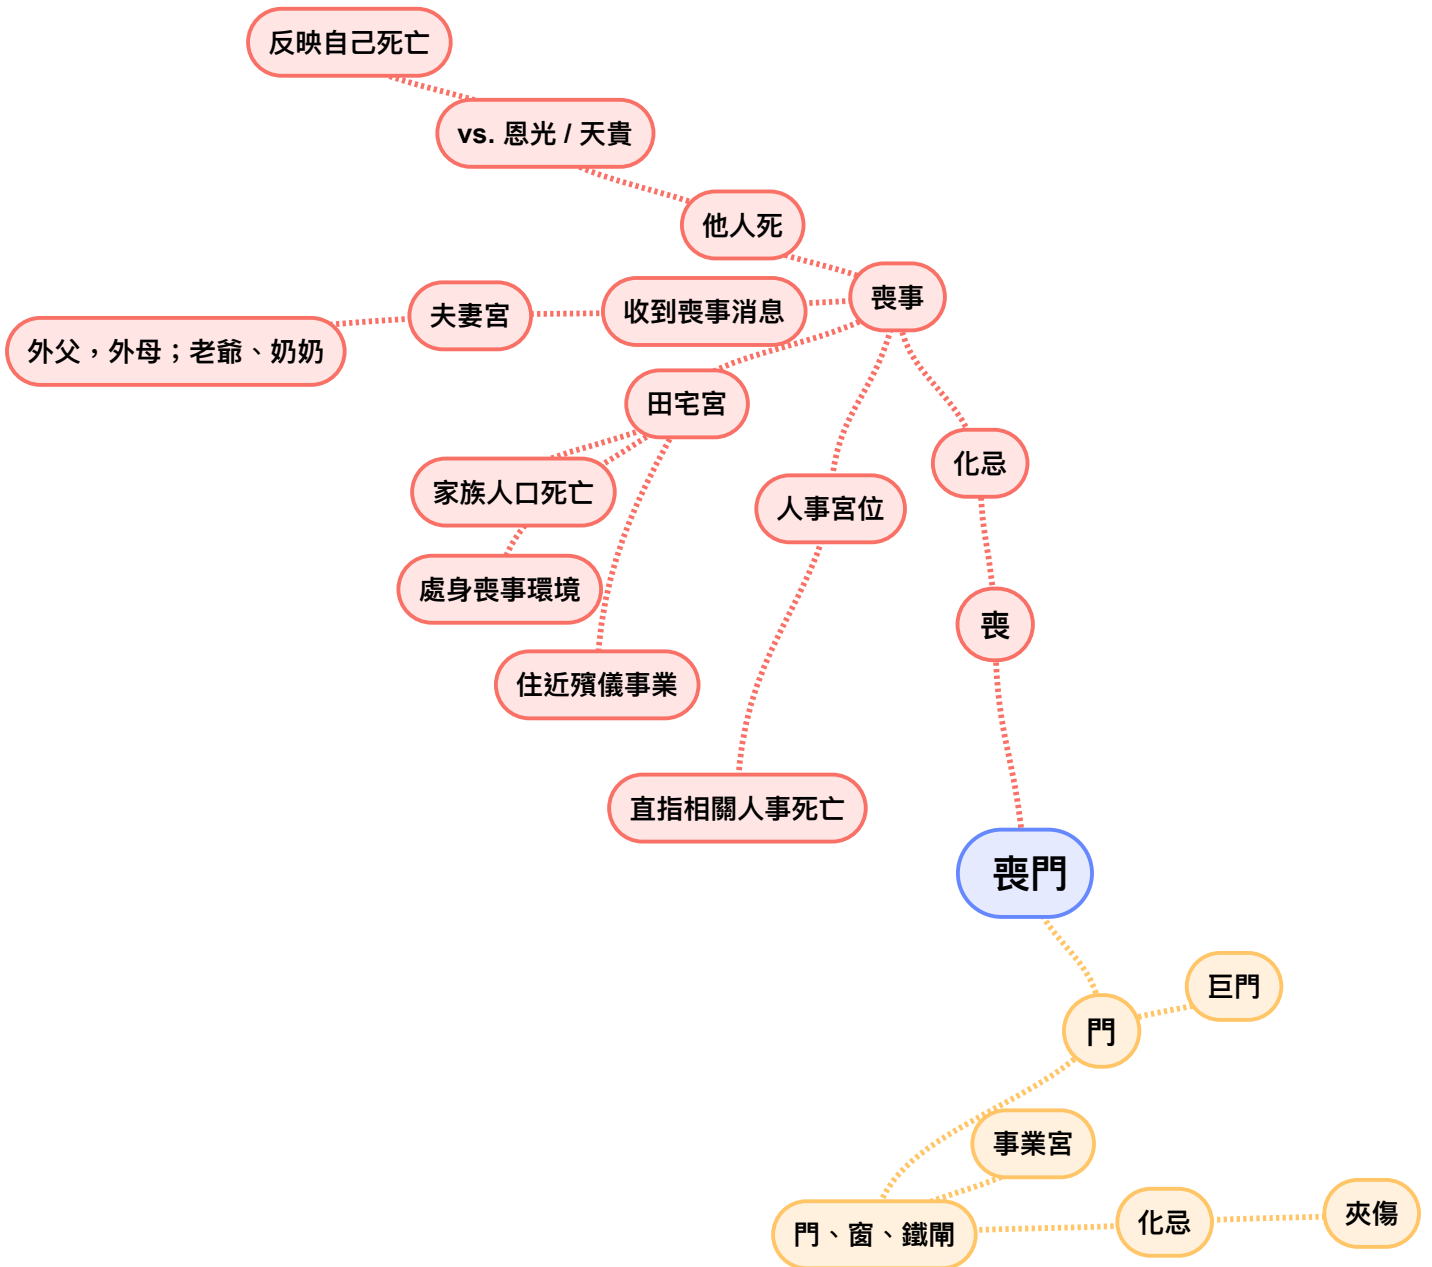 反映自己死亡
vs. 恩光 / 天貴
他人死
喪事
收到喪事消息
夫妻宮
外父，外母；老爺、奶奶
田宅宮
化忌
家族人口死亡
人事宮位
處身喪事環境
喪
住近殯儀事業
直指相關人事死亡
喪門
巨門
門
事業宮
門、窗、鐵閘
化忌
夾傷